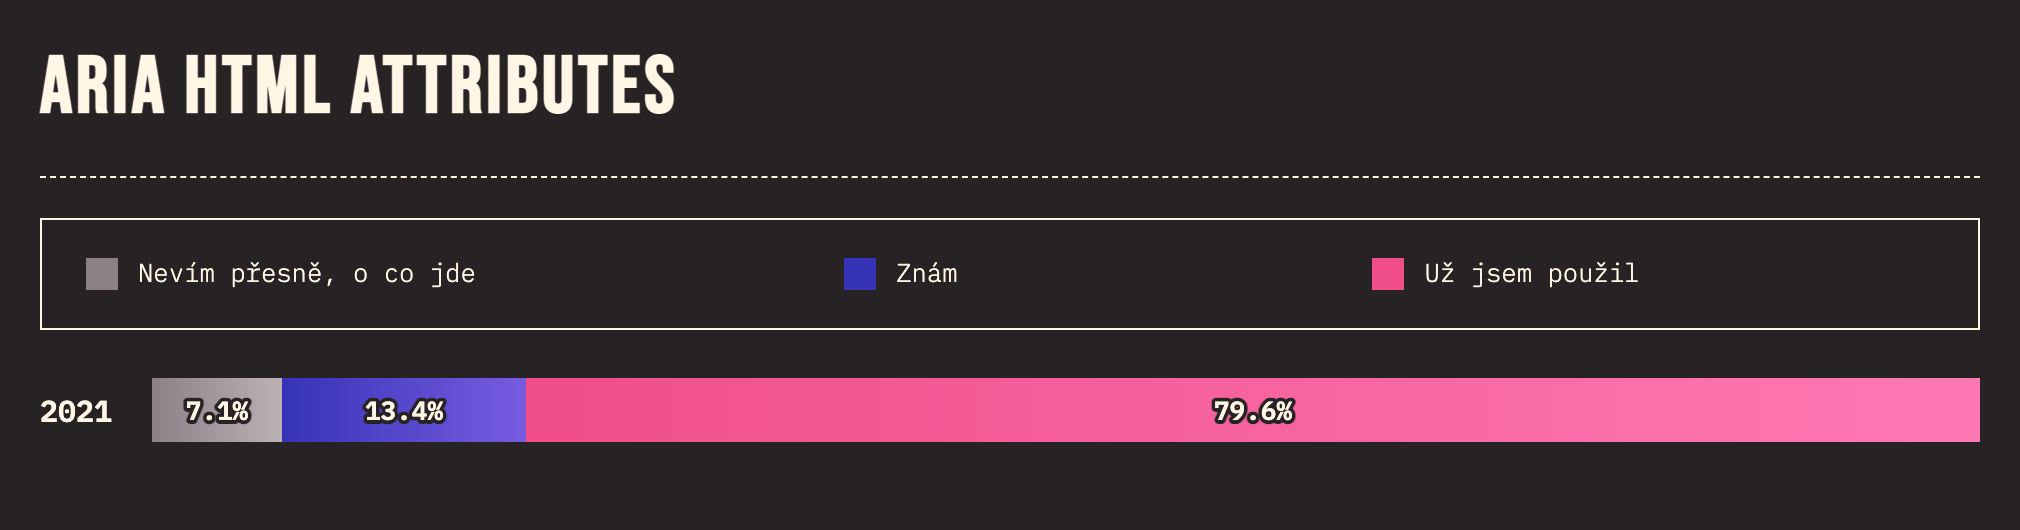 ARIA HTML ATTRIBUTES
Nevím přesně, o co jde
Znám
Už jsem použil
2021 7.1% 13.4% 79.6%